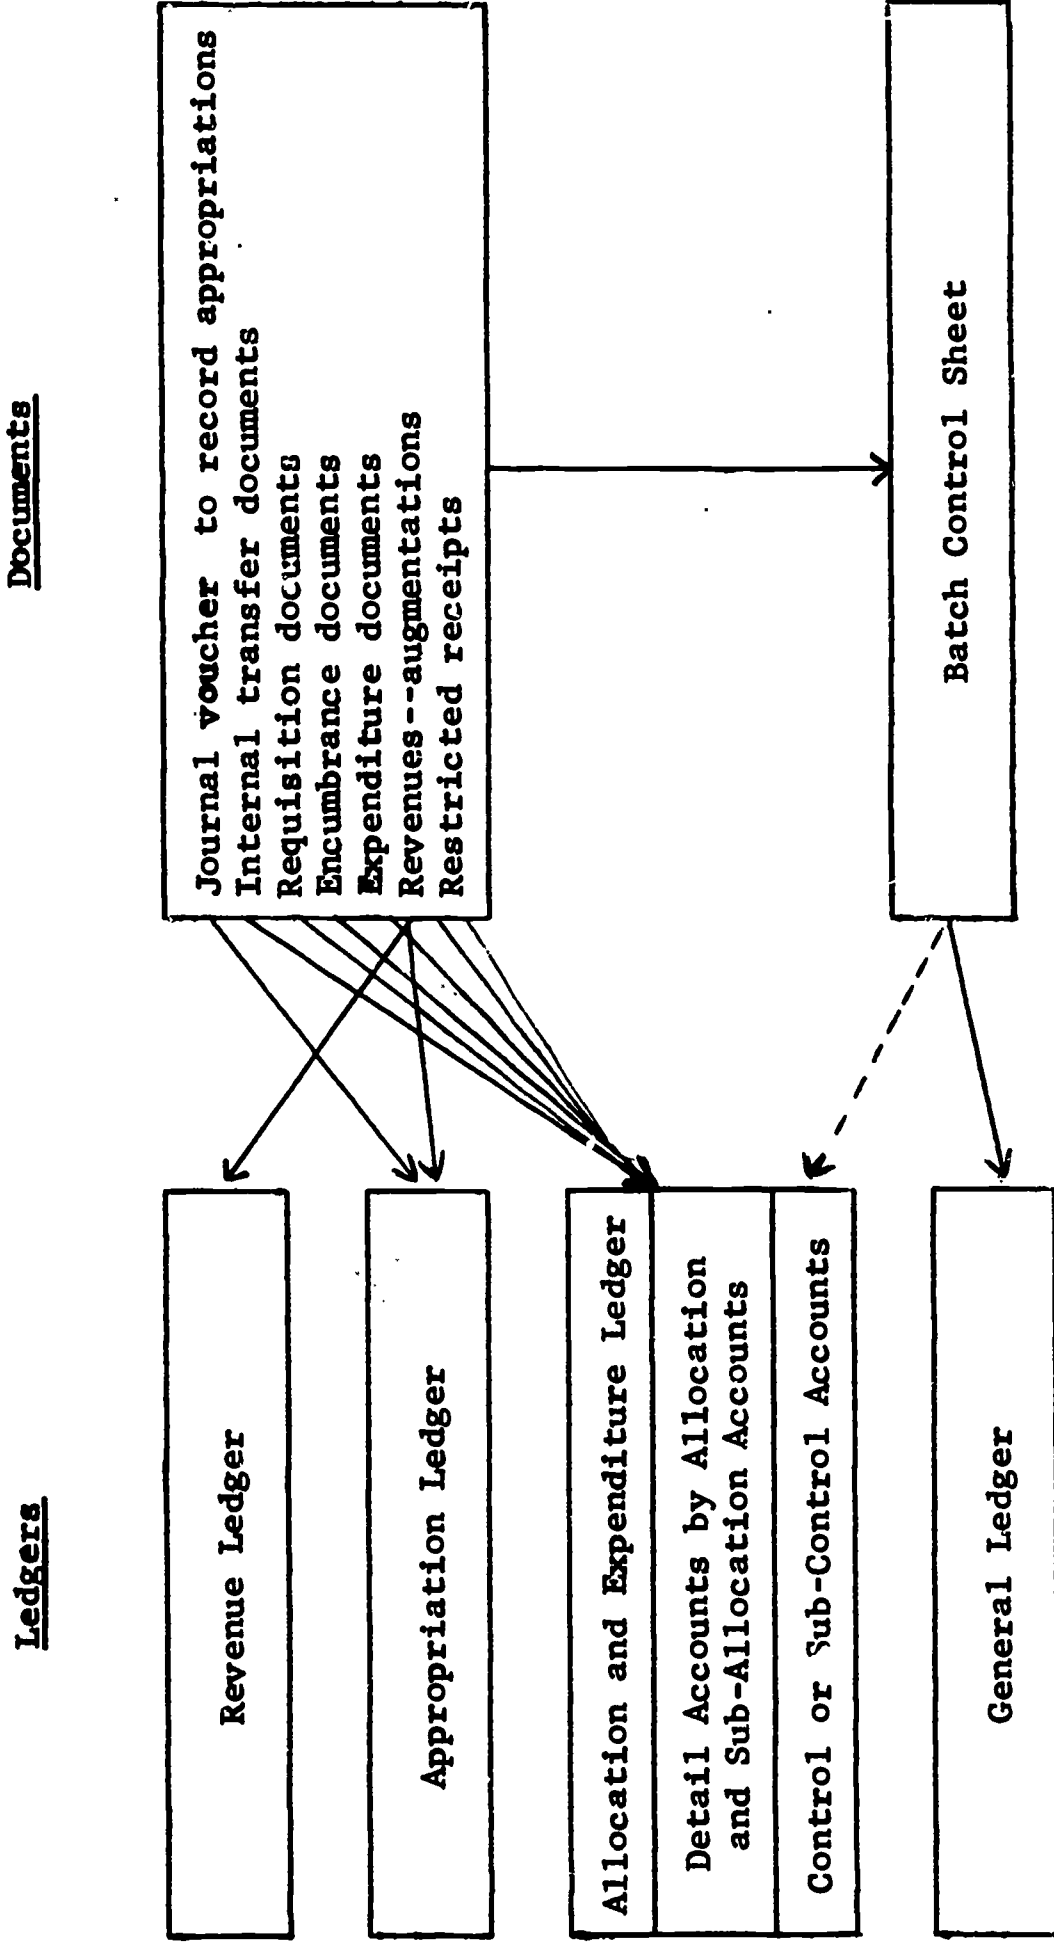 Ledgers
Documents
Revenue Ledger
Appropriation Ledger
Allocation and Expenditure Ledger
Detail Accounts by Allocation
and Sub-Allocation Accounts
Control or Sub-Control Accounts
General Ledger
Journal voucher to record appropriations
Internal transfer documents
Requisition documents
Encumbrance documents
Expenditure documents
Revenues--augmentations
Restricted receipts
Batch Control Sheet